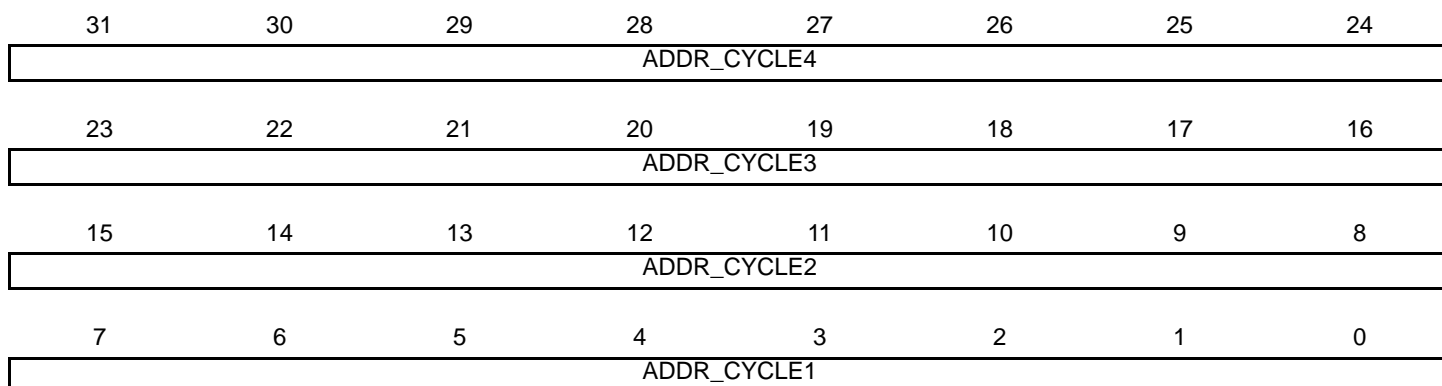 31 30 29 28 27 26 25 24
ADDR_CYCLE4
23 22 21 20 19 18 17 16
ADDR_CYCLE3
15 14 13 12 11 10 9 8
ADDR_CYCLE2
7 6 5 4 3 2 1 0
ADDR_CYCLE1